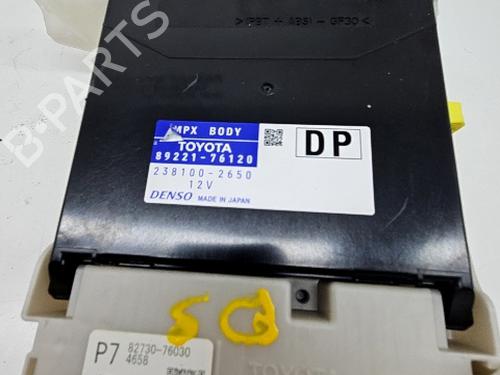 >(PBT + ABS)-GF30<
MPX BODY
TOYOTA
89221-76120
238100-2650
12V
DENSO MADE IN JAPAN
DP
P7
82730-76030
4658
TOYOTA
B-PARTS